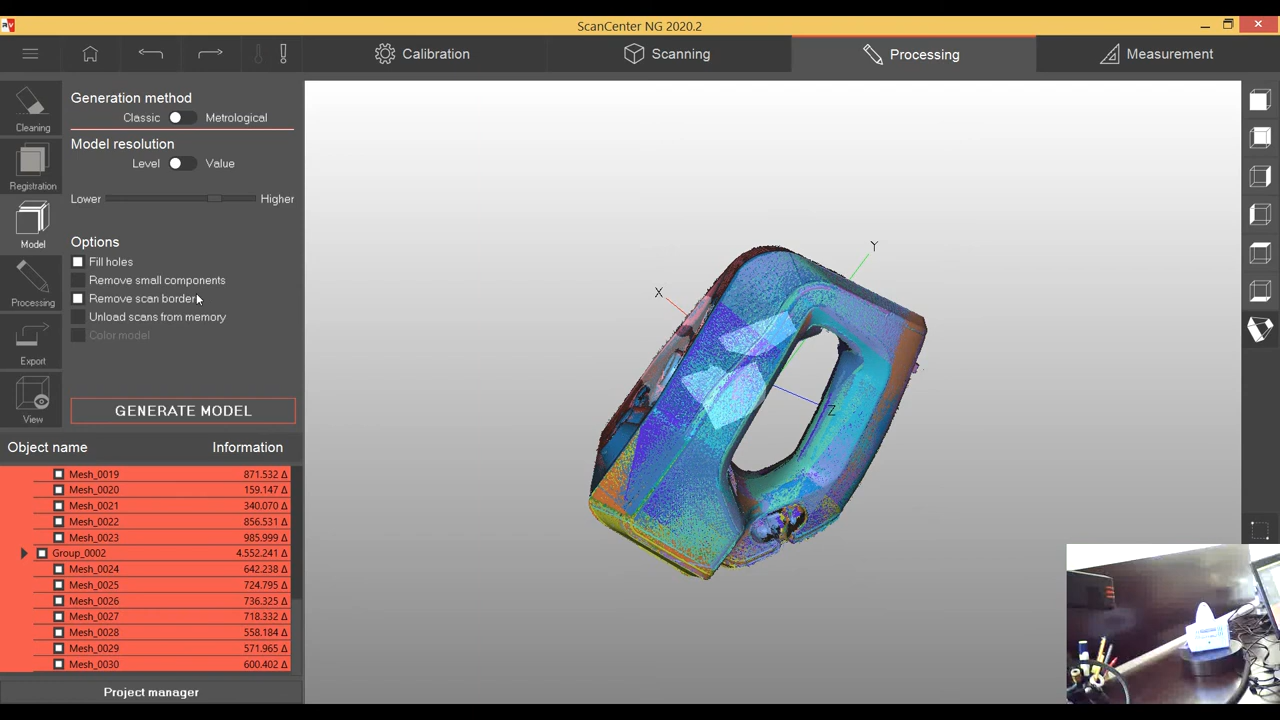 ScanCenter NG 2020.2
Calibration
Scanning
Processing
Measurement
Cleaning
Registration
Model
Processing
Export
View
Generation method
Classic Metrological
Model resolution
Level Value
Lower Higher
Options
Fill holes
Remove small components
Remove scan border
Unload scans from memory
Color model
GENERATE MODEL
Object name Information
Mesh_0019 871.532 Δ
Mesh_0020 159.147 Δ
Mesh_0021 340.070 Δ
Mesh_0022 856.531 Δ
Mesh_0023 985.999 Δ
Group_0002 4.552.241 Δ
Mesh_0024 642.238 Δ
Mesh_0025 724.795 Δ
Mesh_0026 736.325 Δ
Mesh_0027 718.332 Δ
Mesh_0028 558.184 Δ
Mesh_0029 571.965 Δ
Mesh_0030 600.402 Δ
Project manager
Y
X
Z